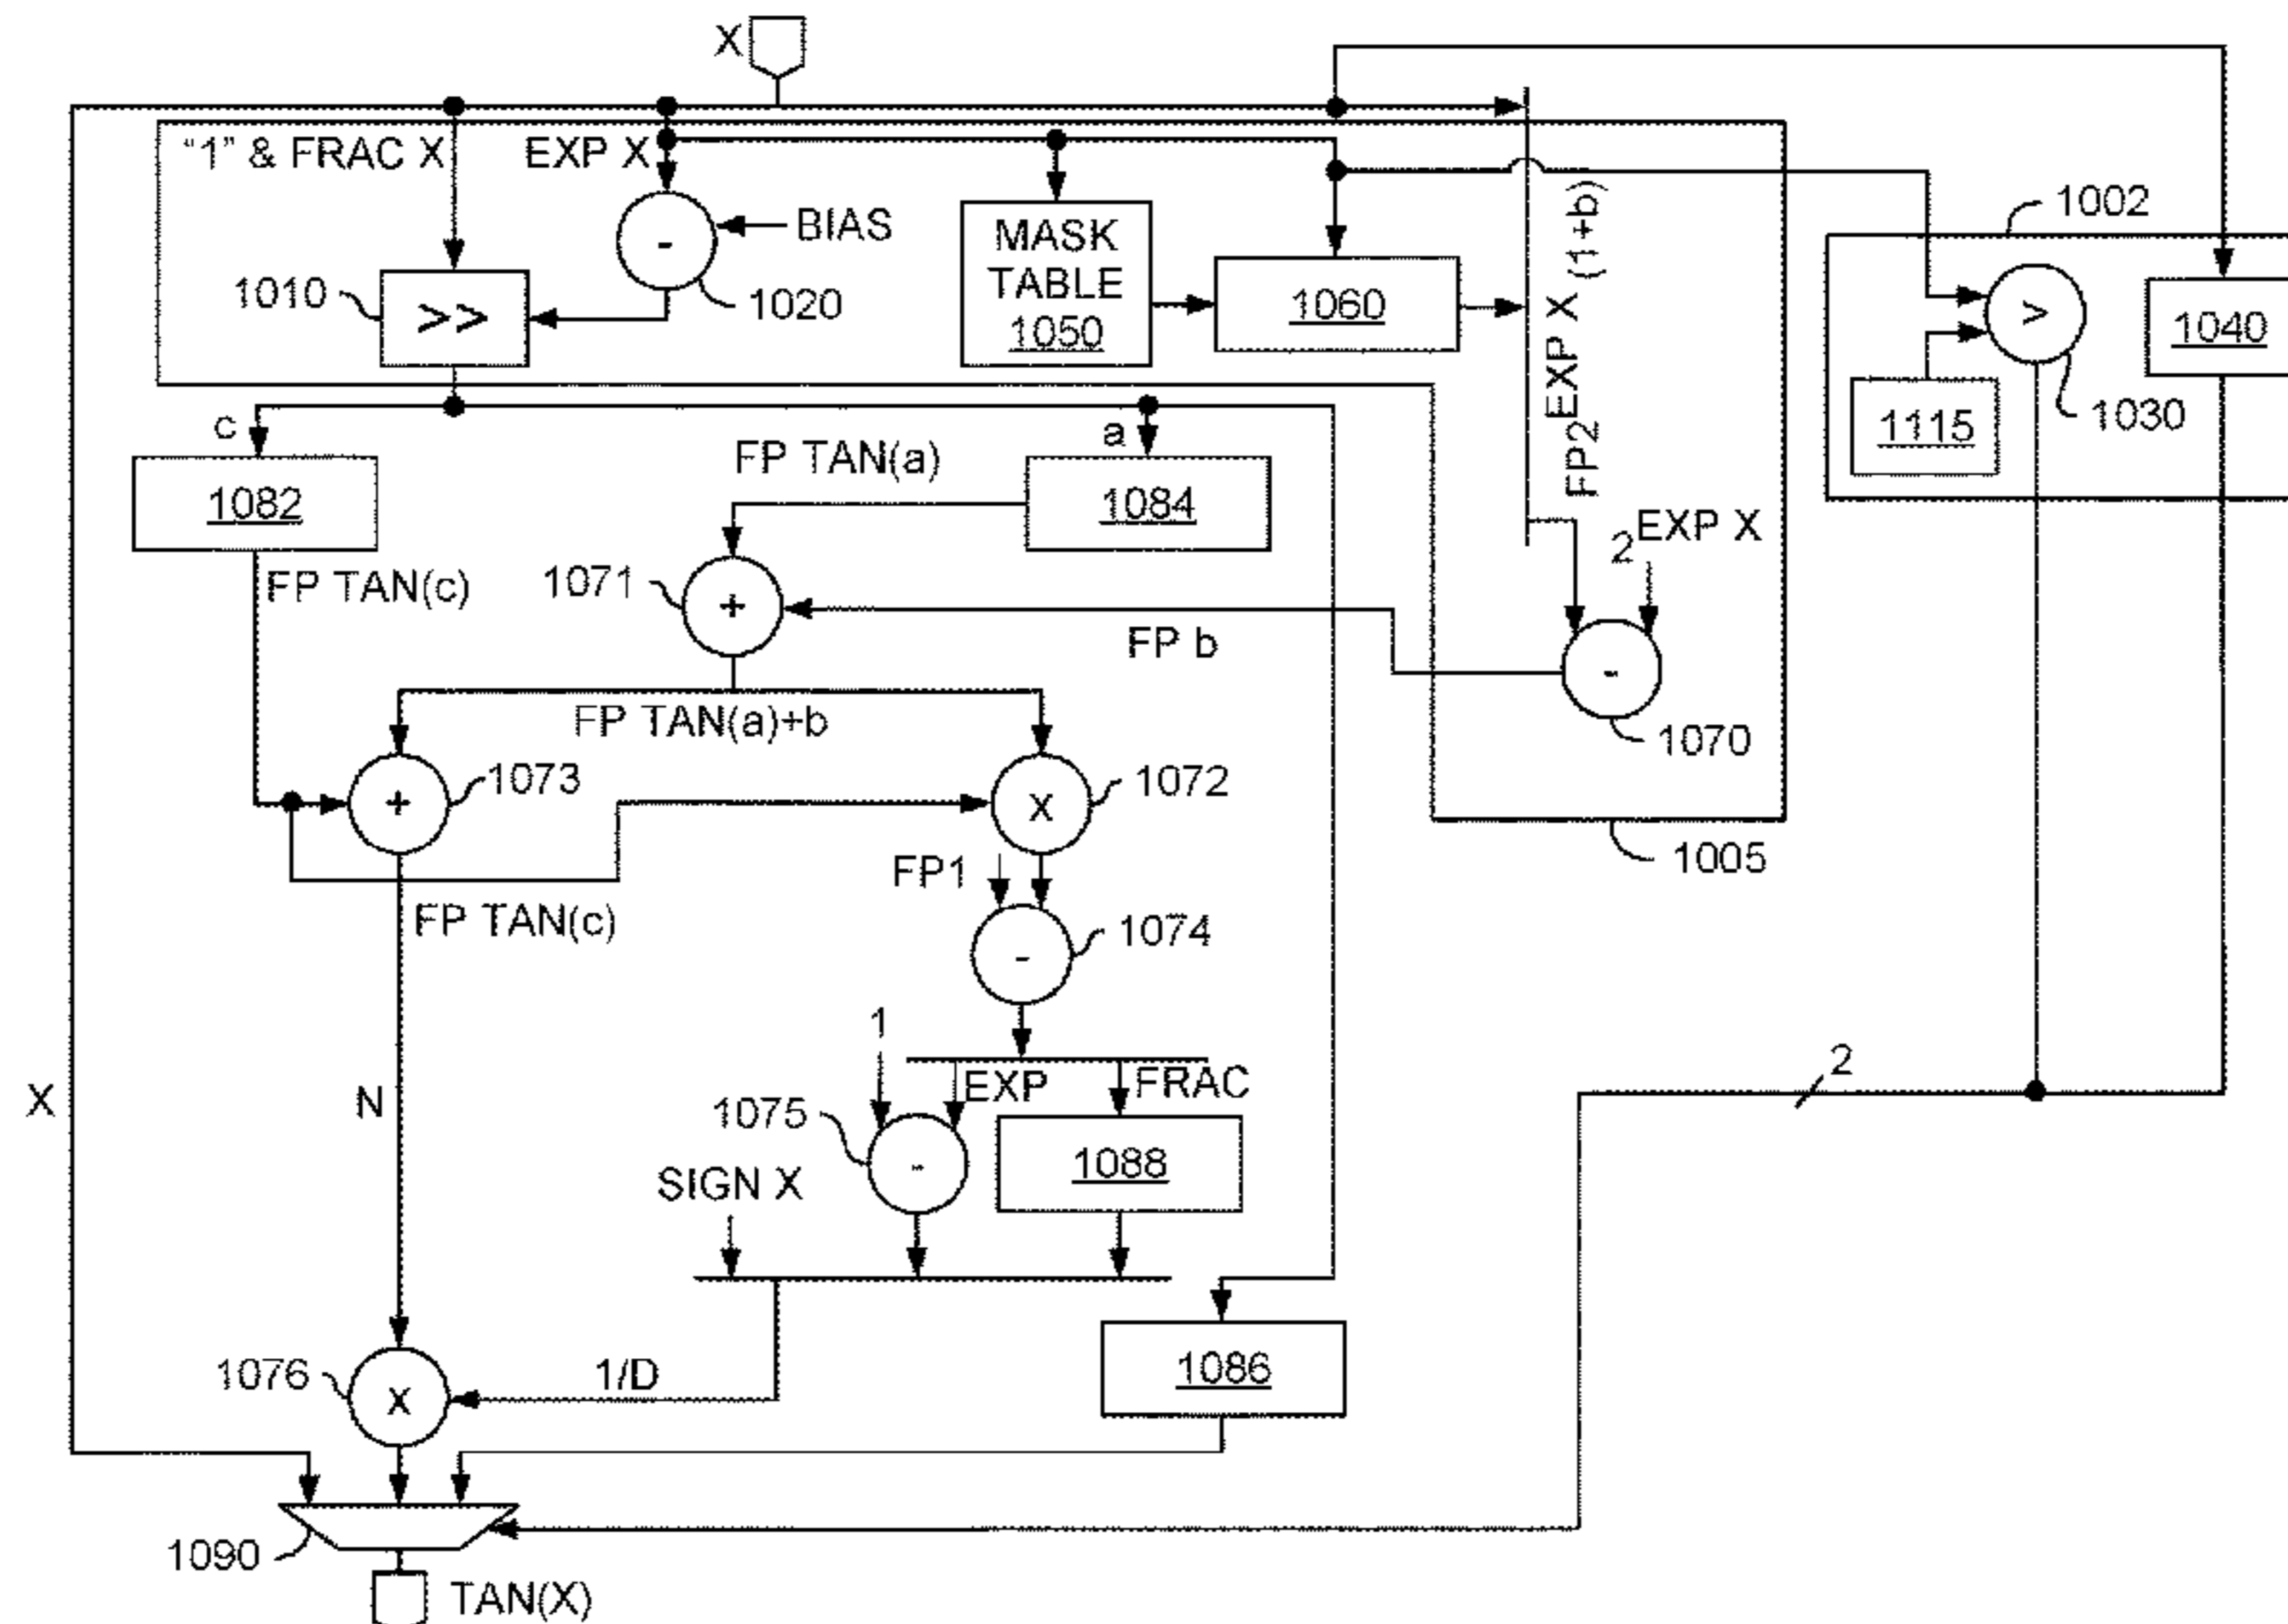 X
"1" & FRAC X
EXP X
BIAS
1010
>>
-
1020
MASK
TABLE
1050
1060
FP2 EXP X (1+b)
1002
>
1040
1115
1030
c
a
1082
FP TAN(a)
1084
2 EXP X
FP TAN(c)
1071
+
FP b
-
1070
FP TAN(a)+b
1073
+
1072
X
1005
FP1
FP TAN(c)
1074
-
1
EXP
FRAC
2
X
N
1075
-
1088
SIGN X
1076
X
1/D
1086
1090
TAN(X)